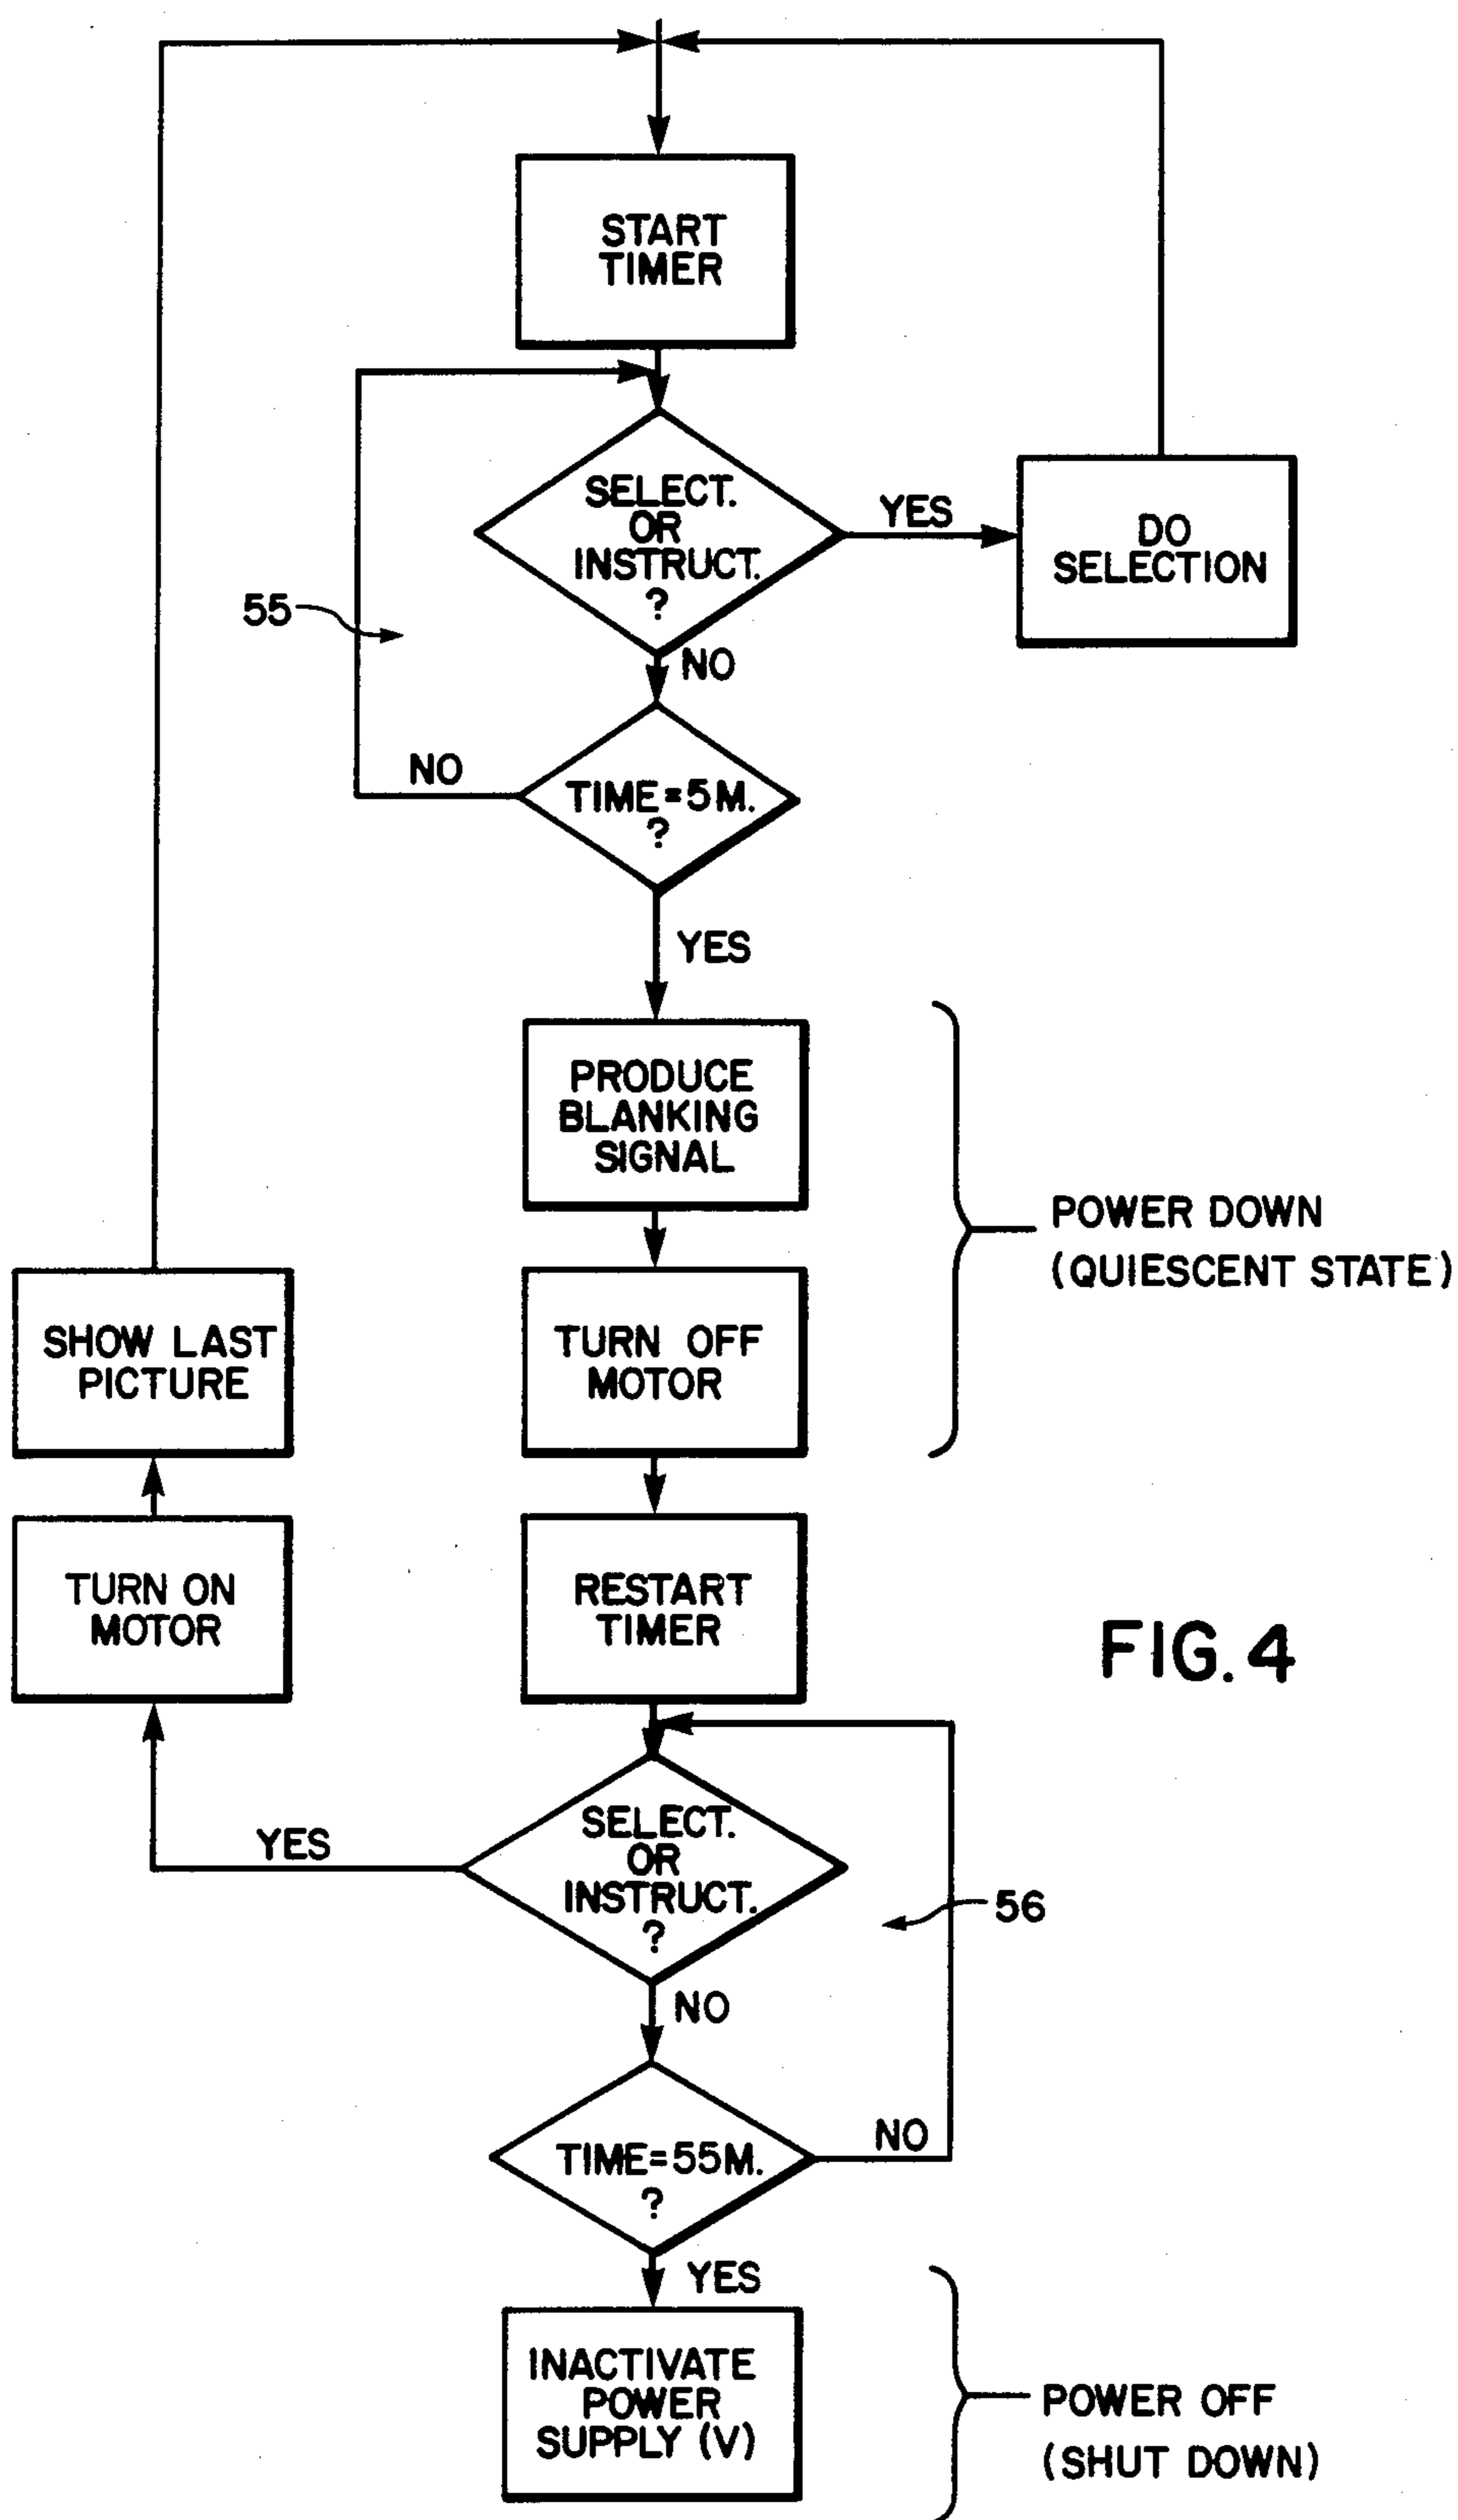 START
TIMER
SELECT.
OR
INSTRUCT.
?
YES
DO
SELECTION
55
NO
NO
TIME=5M.
?
YES
PRODUCE
BLANKING
SIGNAL
POWER DOWN
(QUIESCENT STATE)
SHOW LAST
PICTURE
TURN OFF
MOTOR
TURN ON
MOTOR
RESTART
TIMER
FIG. 4
SELECT.
OR
INSTRUCT.
?
YES
56
NO
TIME=55M.
?
NO
YES
INACTIVATE
POWER
SUPPLY (V)
POWER OFF
(SHUT DOWN)